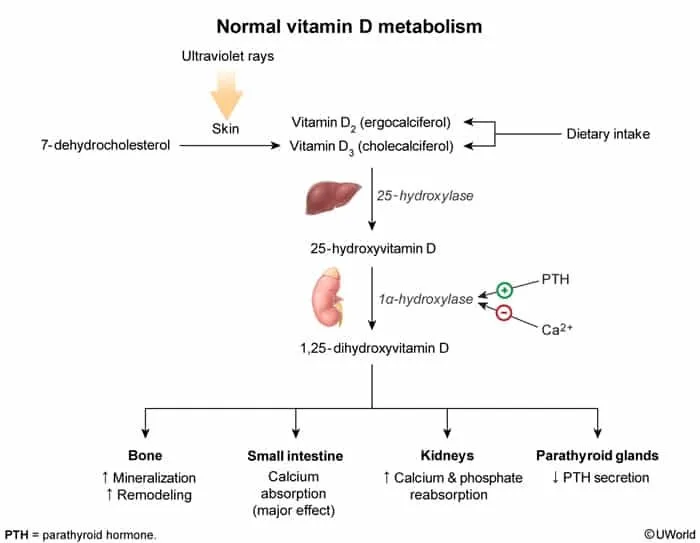 Normal vitamin D metabolism
Ultraviolet rays
Skin
7-dehydrocholesterol
Vitamin D₂ (ergocalciferol)
Vitamin D₃ (cholecalciferol)
Dietary intake
25-hydroxylase
25-hydroxyvitamin D
1α-hydroxylase
+
PTH
−
Ca²⁺
1,25-dihydroxyvitamin D
Bone
↑ Mineralization
↑ Remodeling
Small intestine
Calcium
absorption
(major effect)
Kidneys
↑ Calcium & phosphate
reabsorption
Parathyroid glands
↓ PTH secretion
PTH = parathyroid hormone.
©UWorld